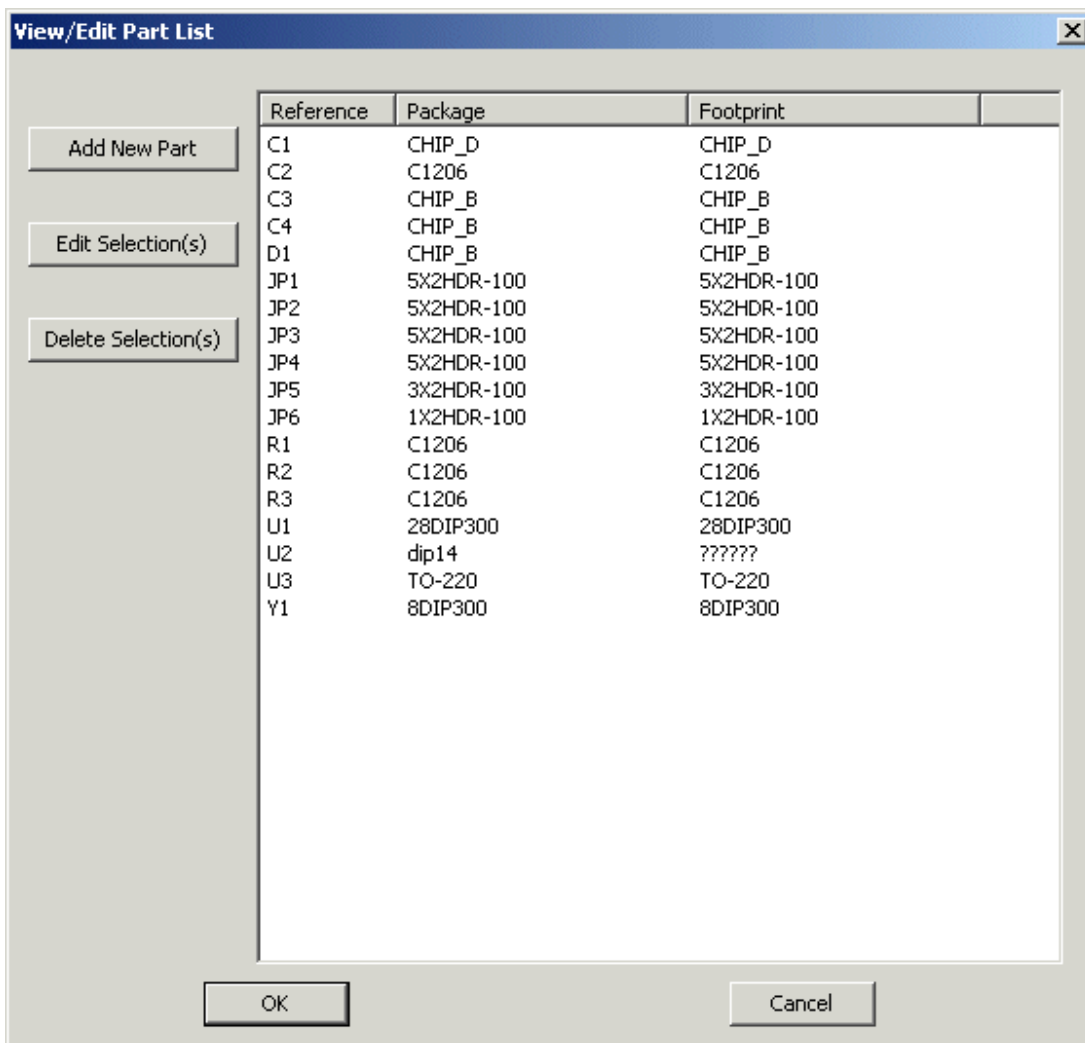 View/Edit Part List
Reference Package Footprint
Add New Part
Edit Selection(s)
Delete Selection(s)
C1 CHIP_D CHIP_D
C2 C1206 C1206
C3 CHIP_B CHIP_B
C4 CHIP_B CHIP_B
D1 CHIP_B CHIP_B
JP1 5X2HDR-100 5X2HDR-100
JP2 5X2HDR-100 5X2HDR-100
JP3 5X2HDR-100 5X2HDR-100
JP4 5X2HDR-100 5X2HDR-100
JP5 3X2HDR-100 3X2HDR-100
JP6 1X2HDR-100 1X2HDR-100
R1 C1206 C1206
R2 C1206 C1206
R3 C1206 C1206
U1 28DIP300 28DIP300
U2 dip14 ??????
U3 TO-220 TO-220
Y1 8DIP300 8DIP300
OK Cancel